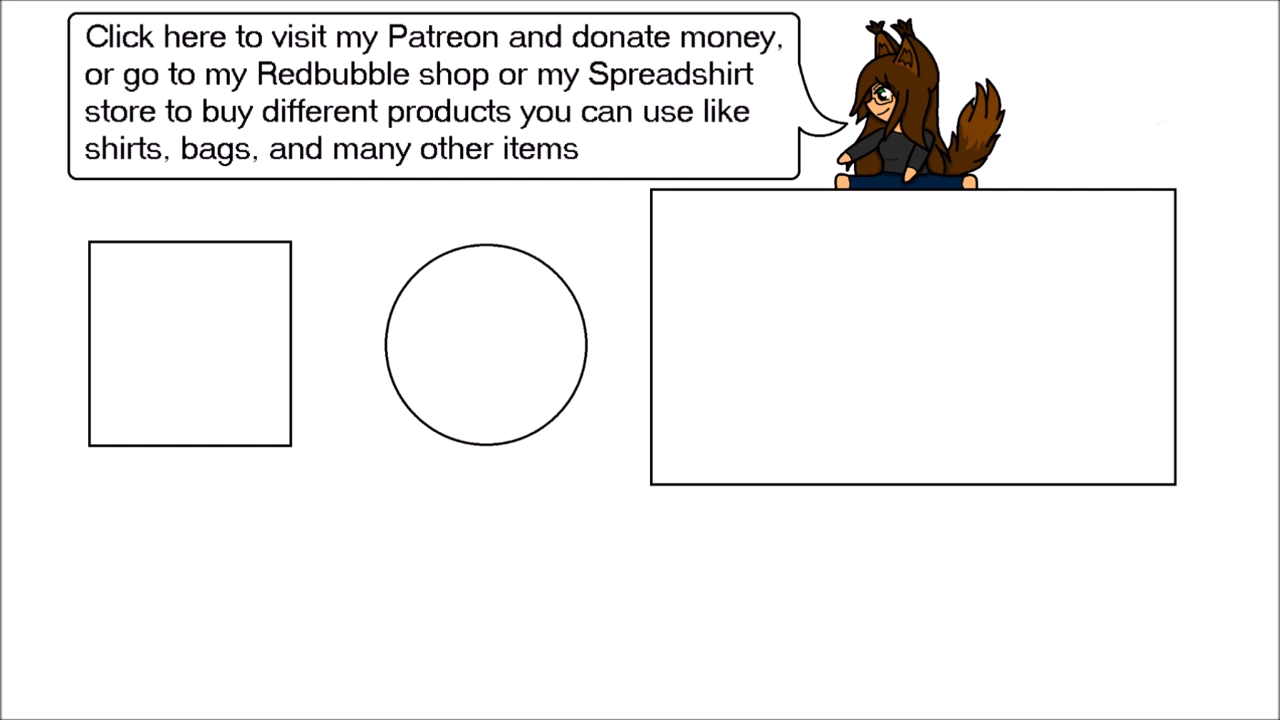 Click here to visit my Patreon and donate money,
or go to my Redbubble shop or my Spreadshirt
store to buy different products you can use like
shirts, bags, and many other items